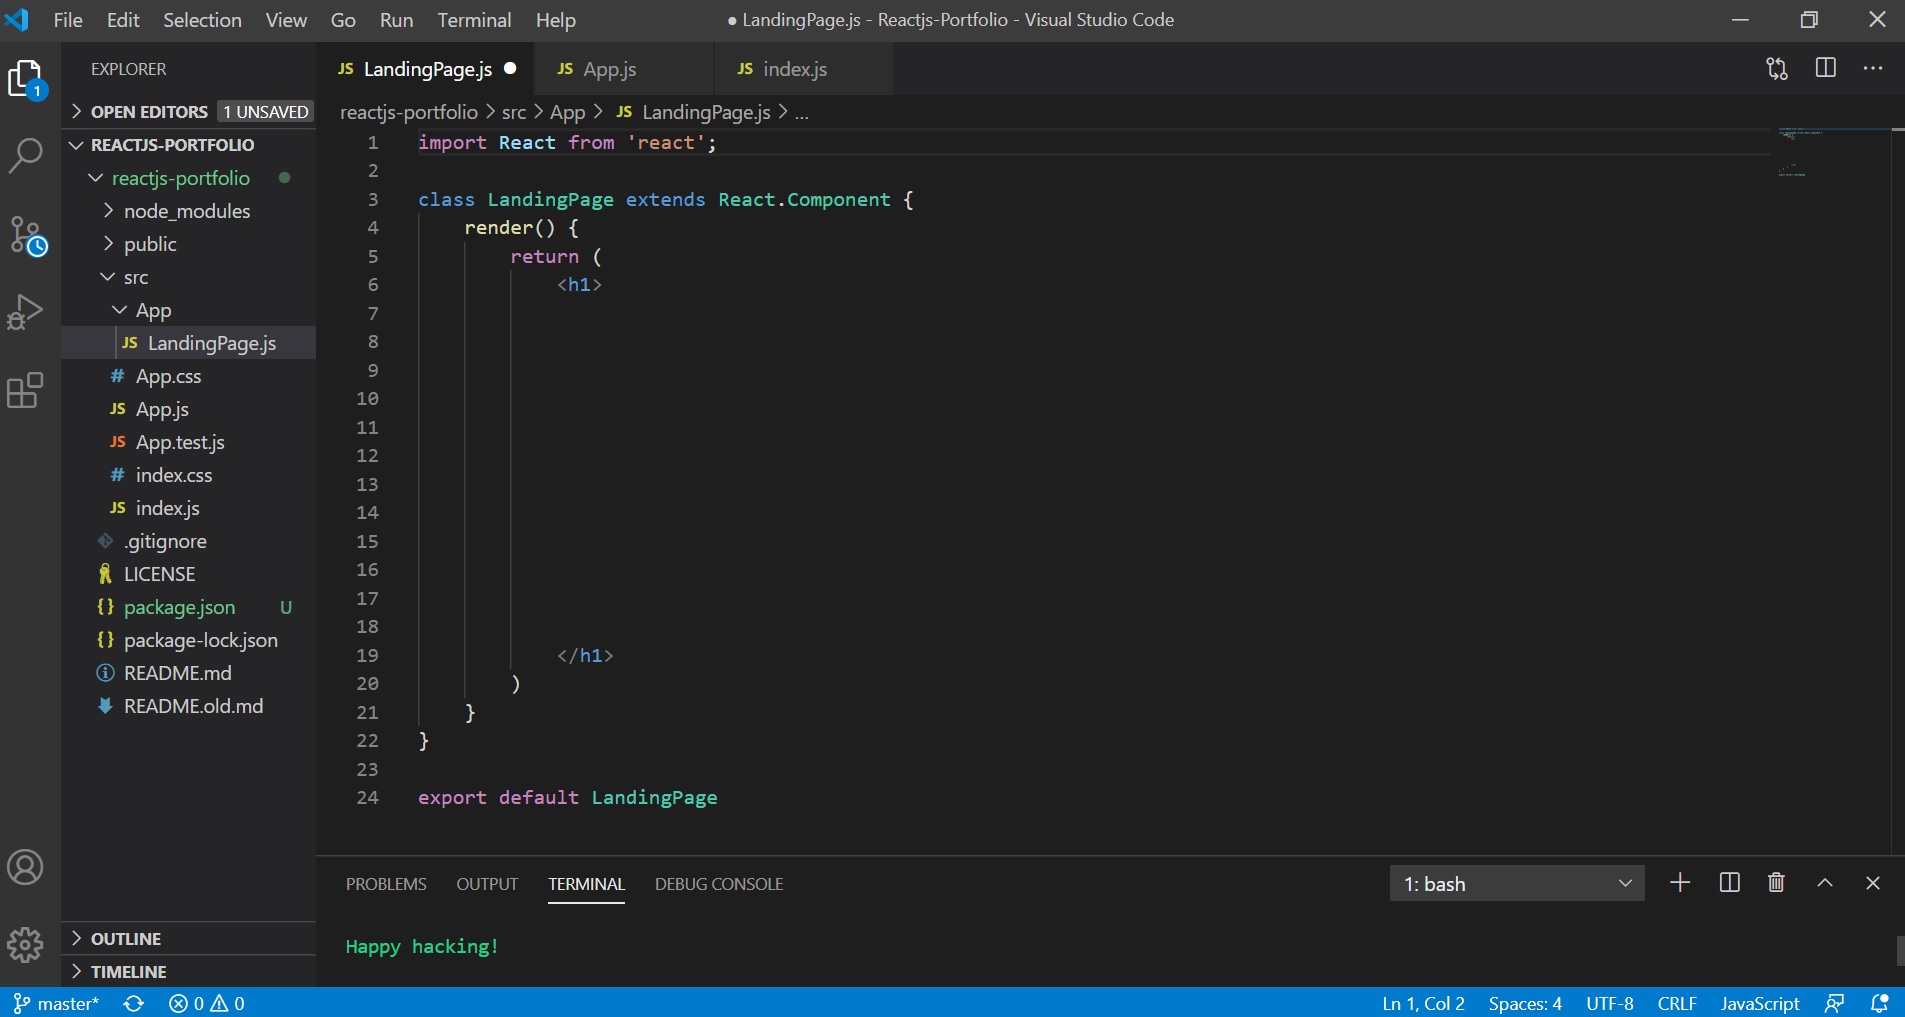 File Edit Selection View Go Run Terminal Help
● LandingPage.js - Reactjs-Portfolio - Visual Studio Code
1
EXPLORER
OPEN EDITORS 1 UNSAVED
REACTJS-PORTFOLIO
reactjs-portfolio
node_modules
public
src
App
JS LandingPage.js
# App.css
JS App.js
JS App.test.js
# index.css
JS index.js
.gitignore
LICENSE
{} package.json U
{} package-lock.json
README.md
README.old.md
OUTLINE
TIMELINE
JS LandingPage.js ● JS App.js JS index.js
reactjs-portfolio > src > App > JS LandingPage.js > ...
1 import React from 'react';
2
3 class LandingPage extends React.Component {
4 render() {
5 return (
6 <h1>
7
8
9
10
11
12
13
14
15
16
17
18
19 </h1>
20 )
21 }
22 }
23
24 export default LandingPage
PROBLEMS OUTPUT TERMINAL DEBUG CONSOLE
1: bash
Happy hacking!
master* 0 0
Ln 1, Col 2 Spaces: 4 UTF-8 CRLF JavaScript